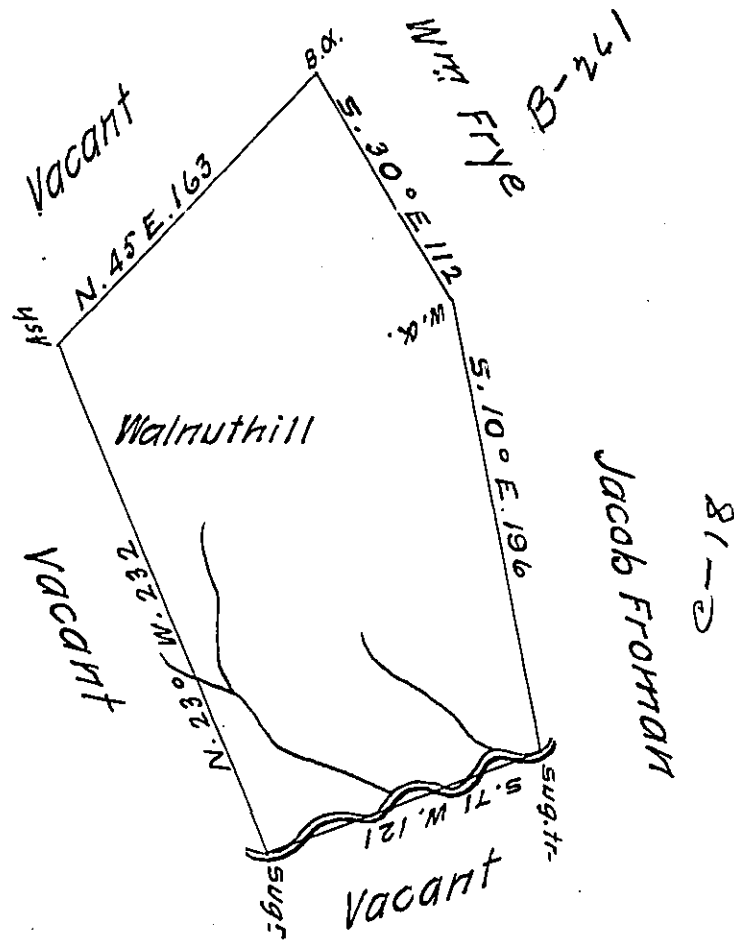 B.O.
Wm. Frye
B-261
Vacant
S. 30° E 112
N. 45 E. 163
W.O.
Ash
Walnuthill
S. 10° E. 196
Jacob Froman
C-18
Vacant
N. 23° W. 232
S. 71 W. 121
Sug. tr-
Sugr
Vacant